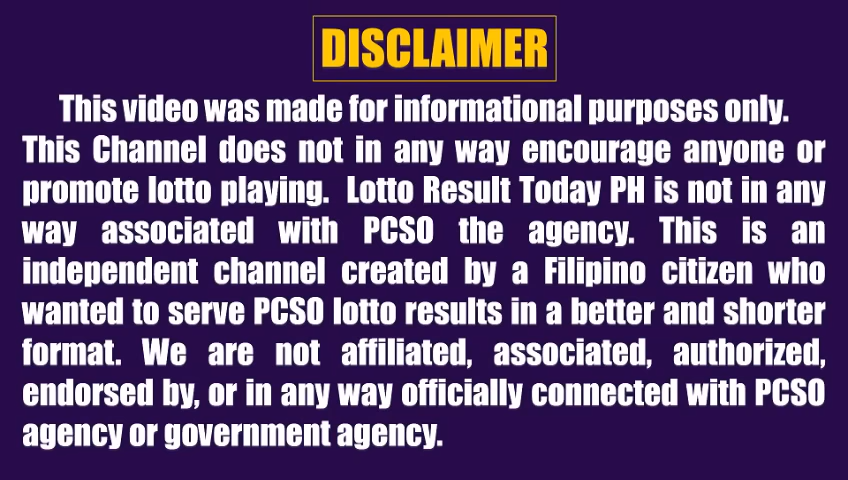 DISCLAIMER
This video was made for informational purposes only.
This Channel does not in any way encourage anyone or
promote lotto playing. Lotto Result Today PH is not in any
way associated with PCSO the agency. This is an
independent channel created by a Filipino citizen who
wanted to serve PCSO lotto results in a better and shorter
format. We are not affiliated, associated, authorized,
endorsed by, or in any way officially connected with PCSO
agency or government agency.